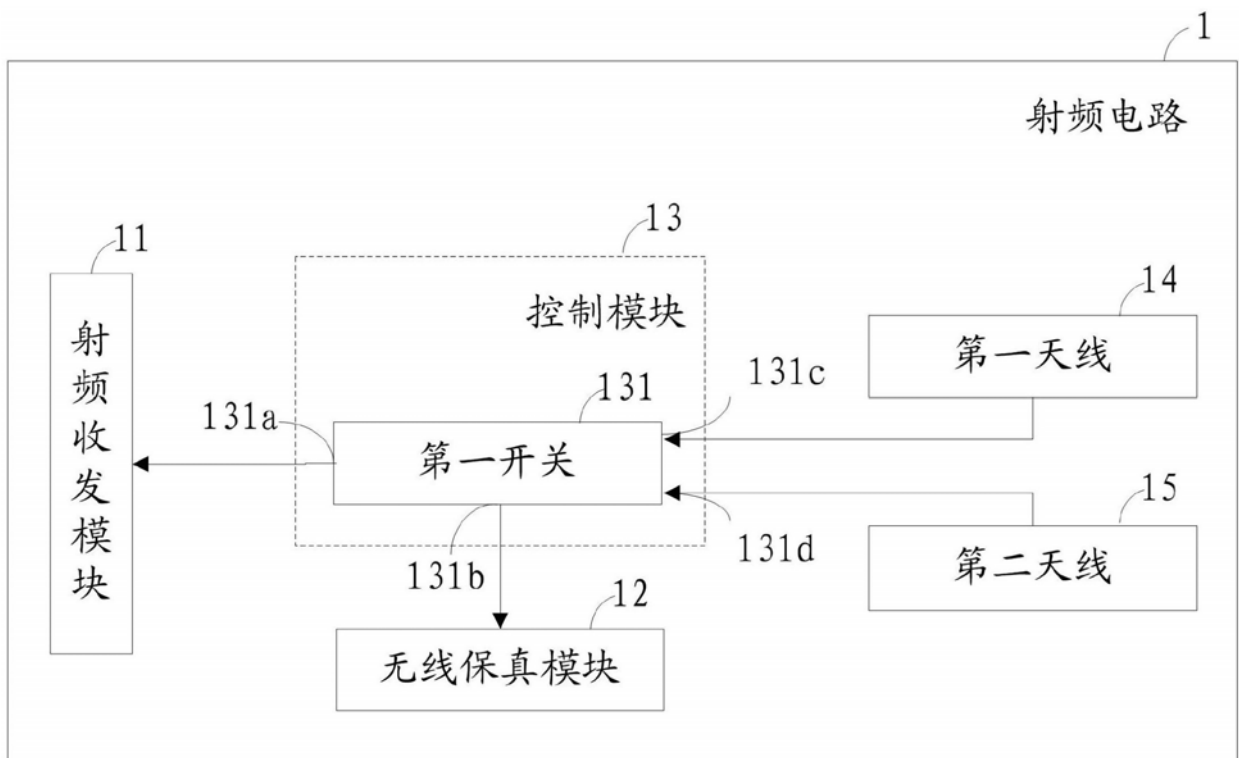 1
射频电路
13
11
控制模块
14
射频收发模块
第一天线
131
131c
131a
第一开关
15
131b
131d
第二天线
12
无线保真模块